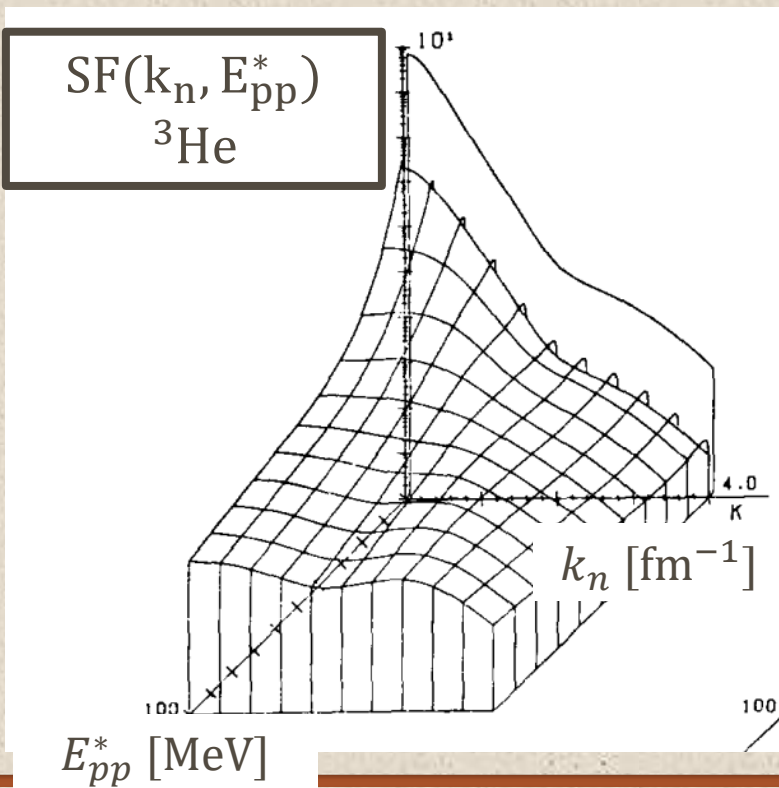 SF(kₙ, E*ₚₚ)
³He
10¹
4.0
K
kₙ [fm⁻¹]
100
100
E*ₚₚ [MeV]